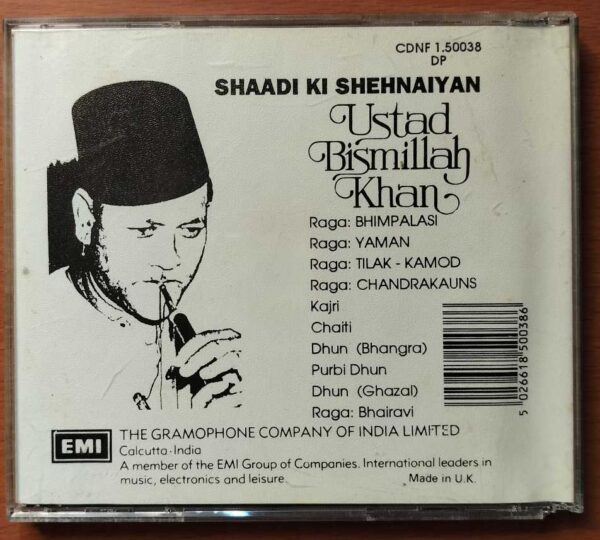 CDNF 1.50038
DP
SHAADI KI SHEHNAIYAN
Ustad
Bismillah
Khan
Raga: BHIMPALASI
Raga: YAMAN
Raga: TILAK - KAMOD
Raga: CHANDRAKAUNS
Kajri
Chaiti
Dhun (Bhangra)
Purbi Dhun
Dhun (Ghazal)
Raga: Bhairavi
5 026618 500386
EMI
THE GRAMOPHONE COMPANY OF INDIA LIMITED
Calcutta·India
A member of the EMI Group of Companies. International leaders in
music, electronics and leisure.
Made in U.K.